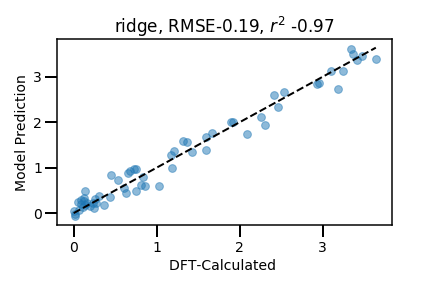 ridge, RMSE-0.19, r² -0.97
Model Prediction
3
2
1
0
0 1 2 3
DFT-Calculated